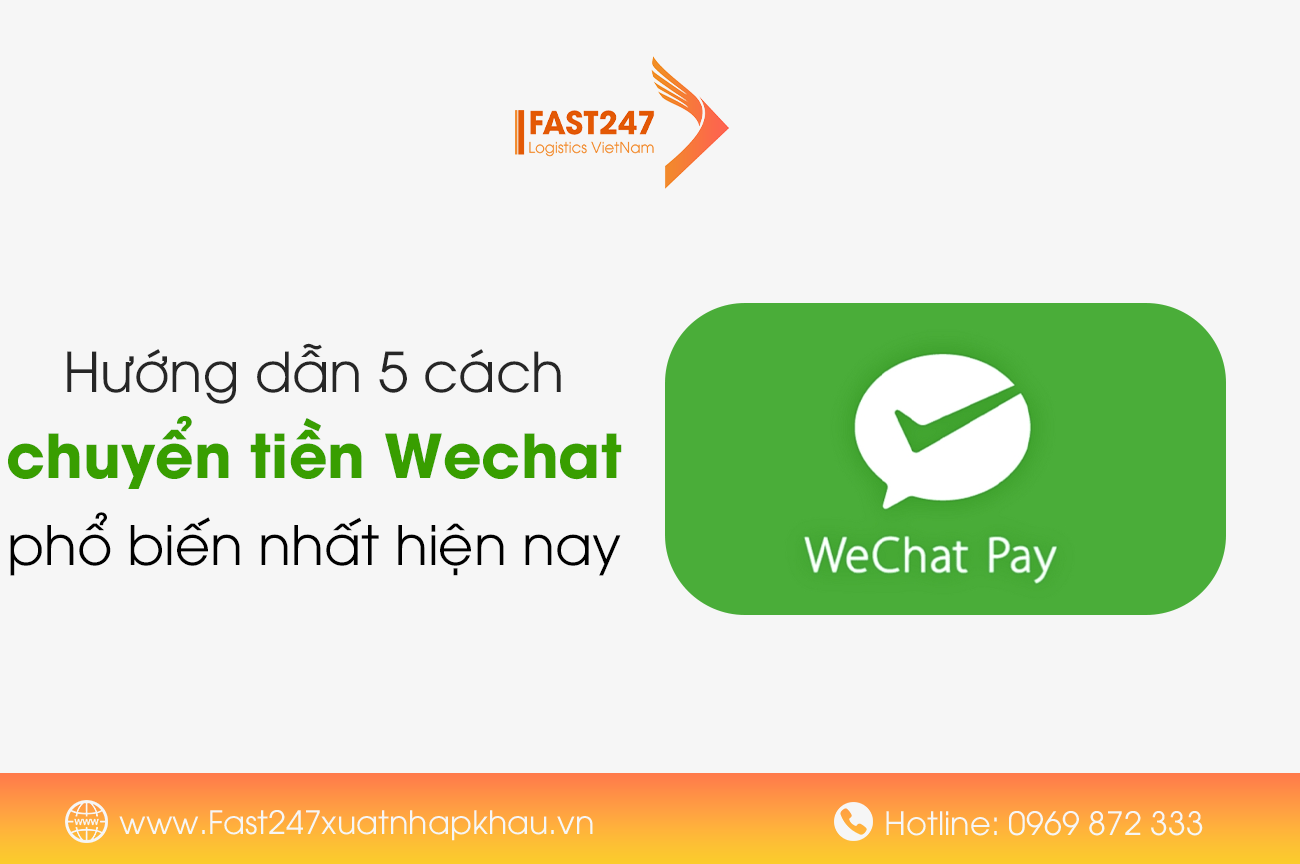 FAST247
Logistics VietNam
Hướng dẫn 5 cách
chuyển tiền Wechat
phổ biến nhất hiện nay
WeChat Pay
www www.Fast247xuatnhapkhau.vn
Hotline: 0969 872 333